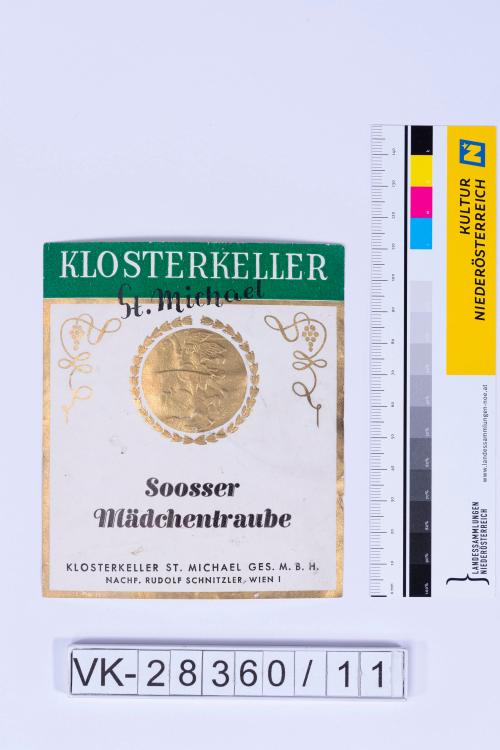 KLOSTERKELLER
St. Michael
Soosser
Mädchentraube
KLOSTERKELLER ST. MICHAEL GES. M. B. H.
NACHF. RUDOLF SCHNITZLER, WIEN I
VK-28360/11
KULTUR
NIEDERÖSTERREICH
www.landessammlungen-noe.at
LANDESSAMMLUNGEN
NIEDERÖSTERREICH